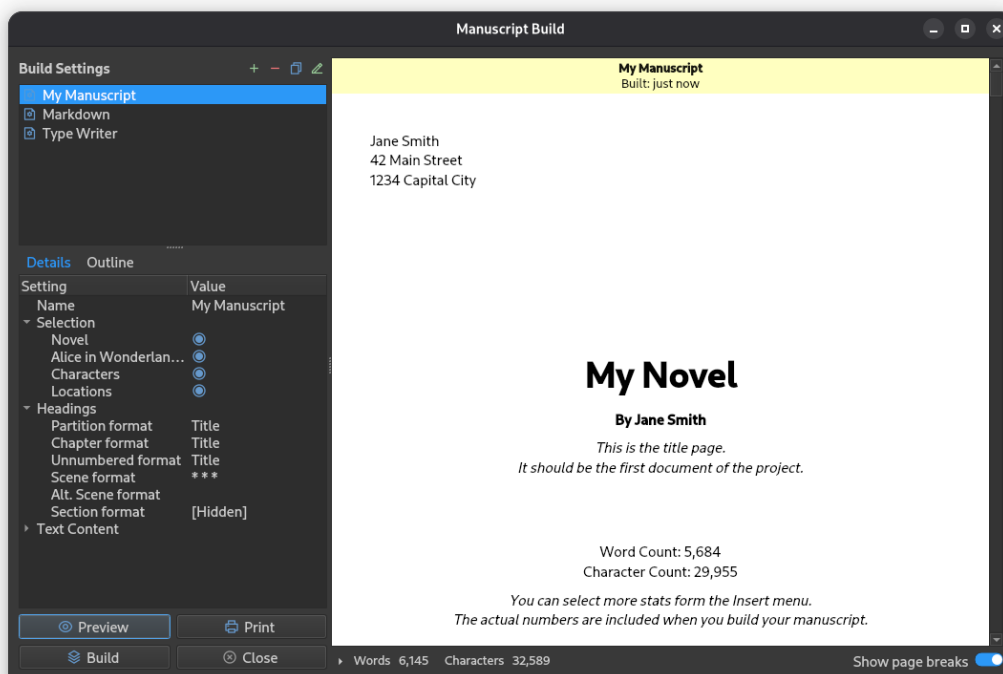 Manuscript Build
Build Settings
My Manuscript
Markdown
Type Writer
Details Outline
Setting Value
Name My Manuscript
Selection
Novel
Alice in Wonderlan...
Characters
Locations
Headings
Partition format Title
Chapter format Title
Unnumbered format Title
Scene format * * *
Alt. Scene format
Section format [Hidden]
Text Content
Preview Print
Build Close
My Manuscript
Built: just now
Jane Smith
42 Main Street
1234 Capital City
My Novel
By Jane Smith
This is the title page.
It should be the first document of the project.
Word Count: 5,684
Character Count: 29,955
You can select more stats form the Insert menu.
The actual numbers are included when you build your manuscript.
Words 6,145 Characters 32,589 Show page breaks